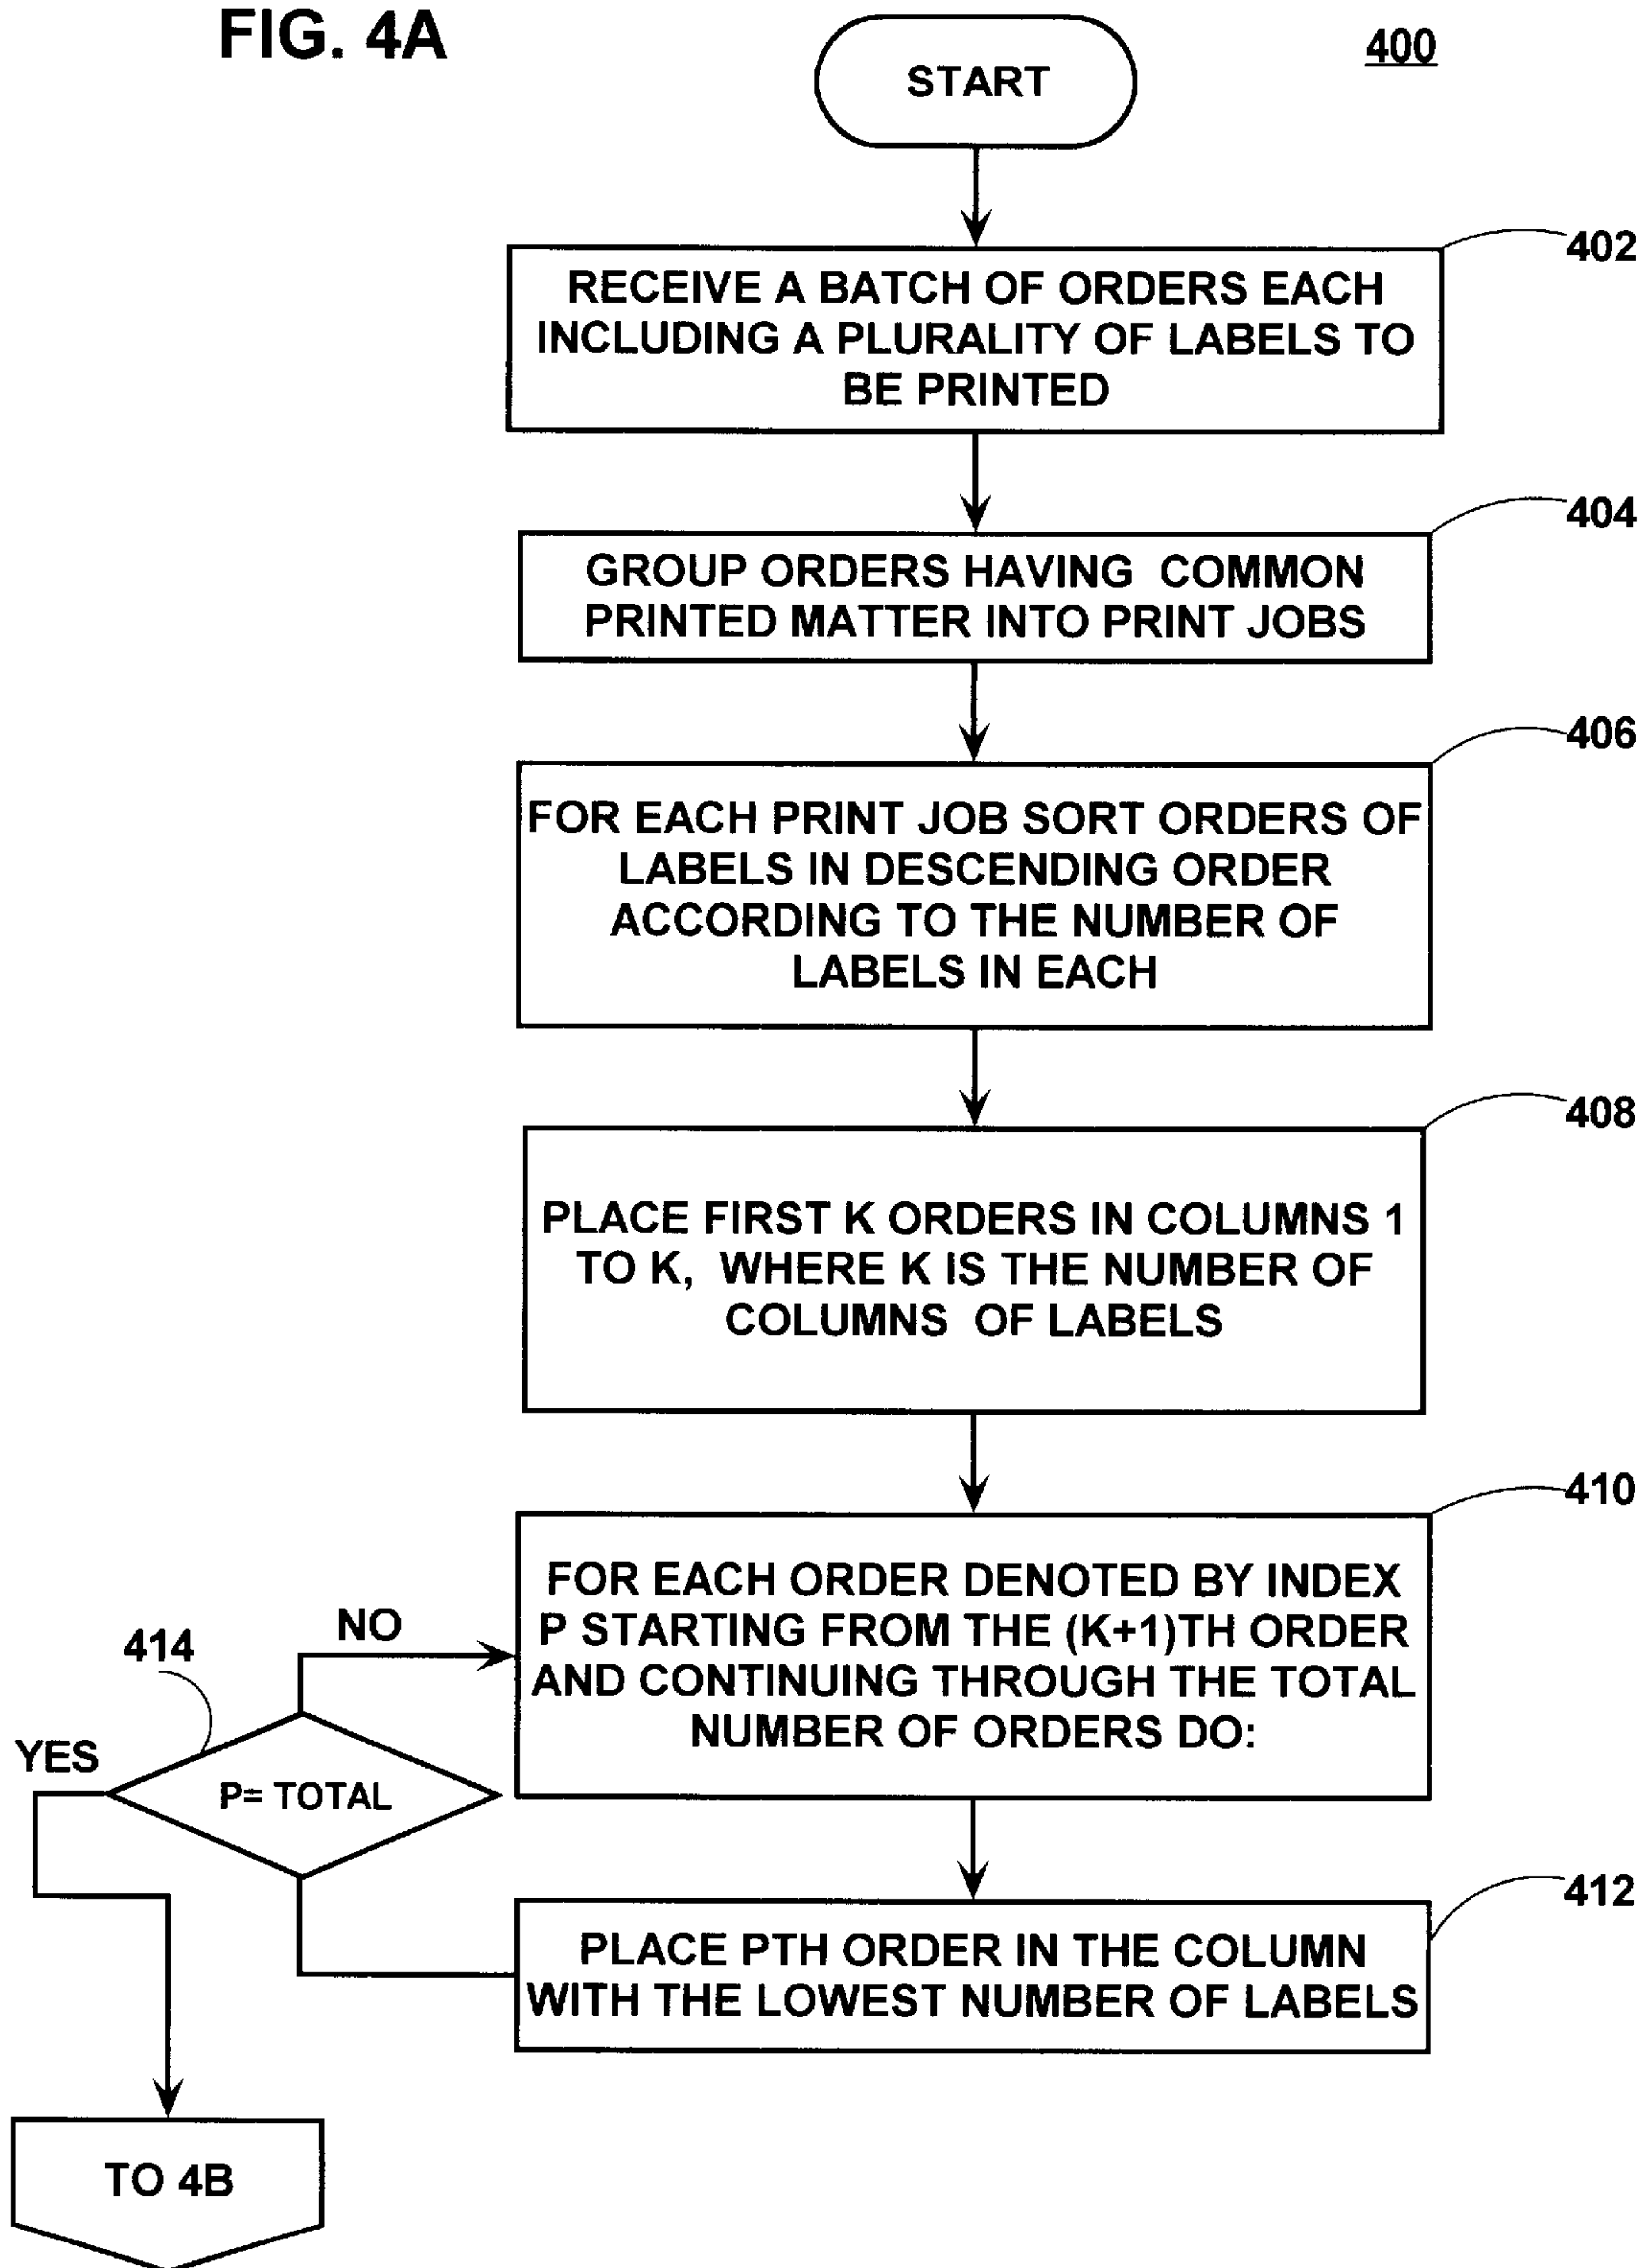 FIG. 4A
400
START
402
RECEIVE A BATCH OF ORDERS EACH
INCLUDING A PLURALITY OF LABELS TO
BE PRINTED
404
GROUP ORDERS HAVING COMMON
PRINTED MATTER INTO PRINT JOBS
406
FOR EACH PRINT JOB SORT ORDERS OF
LABELS IN DESCENDING ORDER
ACCORDING TO THE NUMBER OF
LABELS IN EACH
408
PLACE FIRST K ORDERS IN COLUMNS 1
TO K, WHERE K IS THE NUMBER OF
COLUMNS OF LABELS
410
FOR EACH ORDER DENOTED BY INDEX
P STARTING FROM THE (K+1)TH ORDER
AND CONTINUING THROUGH THE TOTAL
NUMBER OF ORDERS DO:
NO
414
YES
P= TOTAL
412
PLACE PTH ORDER IN THE COLUMN
WITH THE LOWEST NUMBER OF LABELS
TO 4B